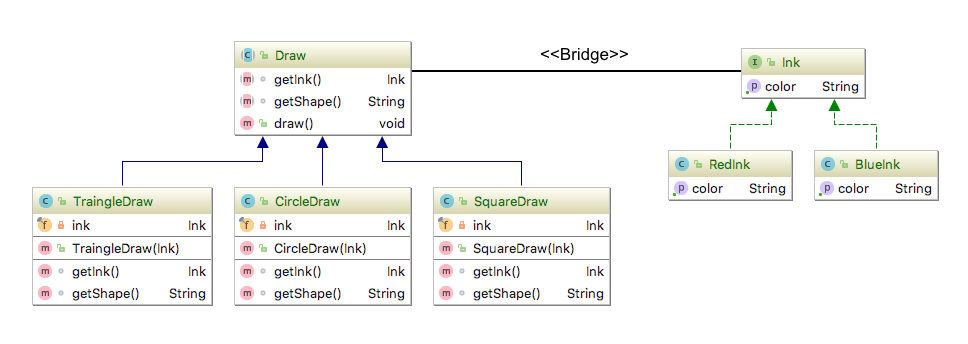 <<Bridge>>
Draw
getInk() Ink
getShape() String
draw() void
Ink
color String
RedInk
color String
BlueInk
color String
TraingleDraw
ink Ink
TraingleDraw(Ink)
getInk() Ink
getShape() String
CircleDraw
ink Ink
CircleDraw(Ink)
getInk() Ink
getShape() String
SquareDraw
ink Ink
SquareDraw(Ink)
getInk() Ink
getShape() String